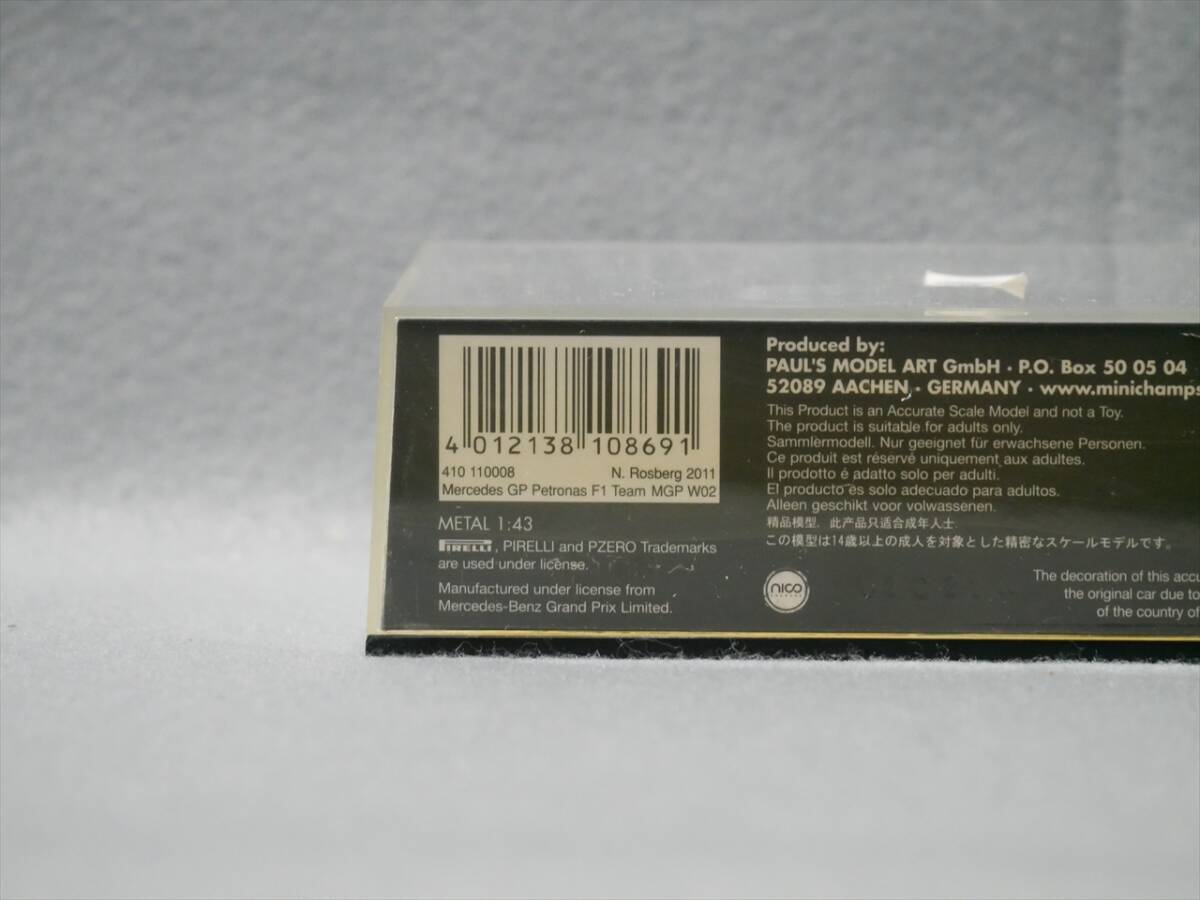 4 012138 108691
410 110008 N. Rosberg 2011
Mercedes GP Petronas F1 Team MGP W02
METAL 1:43
PIRELLI, PIRELLI and PZERO Trademarks
are used under license.
Manufactured under license from
Mercedes-Benz Grand Prix Limited.
Produced by:
PAUL'S MODEL ART GmbH · P.O. Box 50 05 04
52089 AACHEN · GERMANY · www.minichamps
This Product is an Accurate Scale Model and not a Toy.
The product is suitable for adults only.
Sammlermodell. Nur geeignet für erwachsene Personen.
Ce produit est réservé uniquement aux adultes.
Il prodotto é adatto solo per adulti.
El producto es solo adecuado para adultos.
Alleen geschikt voor volwassenen.
精品模型. 此产品只适合成年人士.
この模型は14歳以上の成人を対象とした精密なスケールモデルです。
nico
The decoration of this accu
the original car due to
of the country of